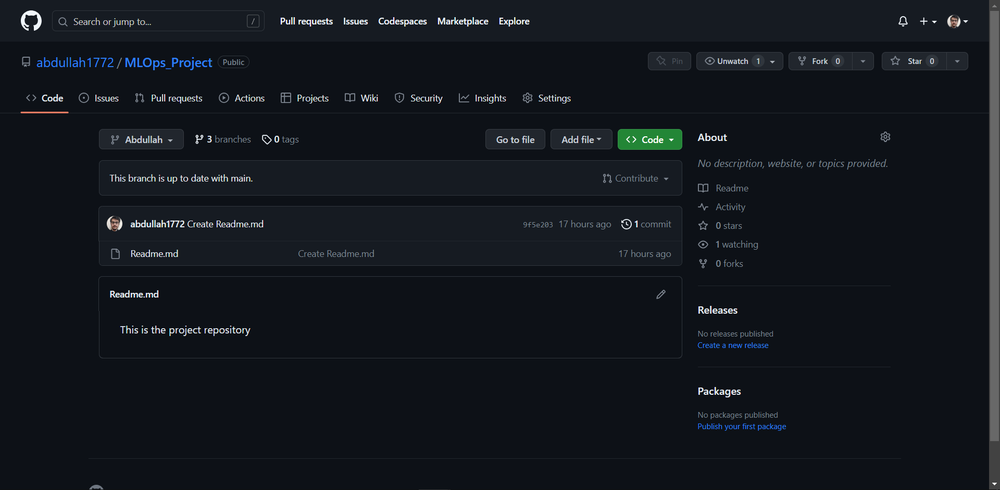 Search or jump to... /
Pull requests Issues Codespaces Marketplace Explore
abdullah1772 / MLOps_Project Public
Pin Unwatch 1 Fork 0 Star 0
Code Issues Pull requests Actions Projects Wiki Security Insights Settings
Abdullah 3 branches 0 tags
Go to file Add file Code
This branch is up to date with main.
Contribute
abdullah1772 Create Readme.md 9f5e203 17 hours ago 1 commit
Readme.md Create Readme.md 17 hours ago
Readme.md
This is the project repository
About
No description, website, or topics provided.
Readme
Activity
0 stars
1 watching
0 forks
Releases
No releases published
Create a new release
Packages
No packages published
Publish your first package